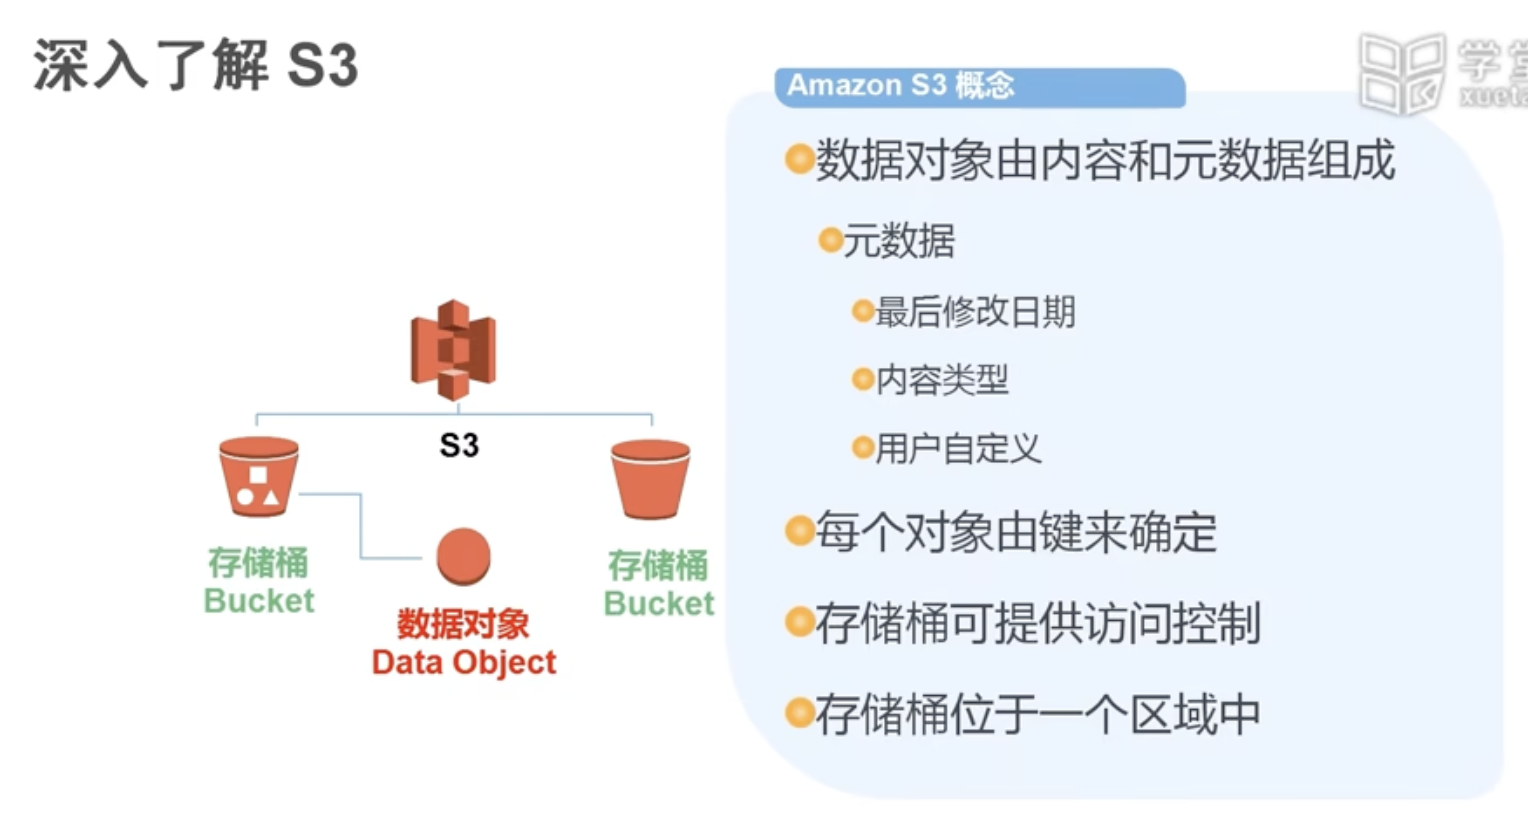 深入了解 S3
Amazon S3 概念
数据对象由内容和元数据组成
元数据
最后修改日期
内容类型
用户自定义
每个对象由键来确定
存储桶可提供访问控制
存储桶位于一个区域中
S3
存储桶
Bucket
数据对象
Data Object
存储桶
Bucket
学堂
xueta